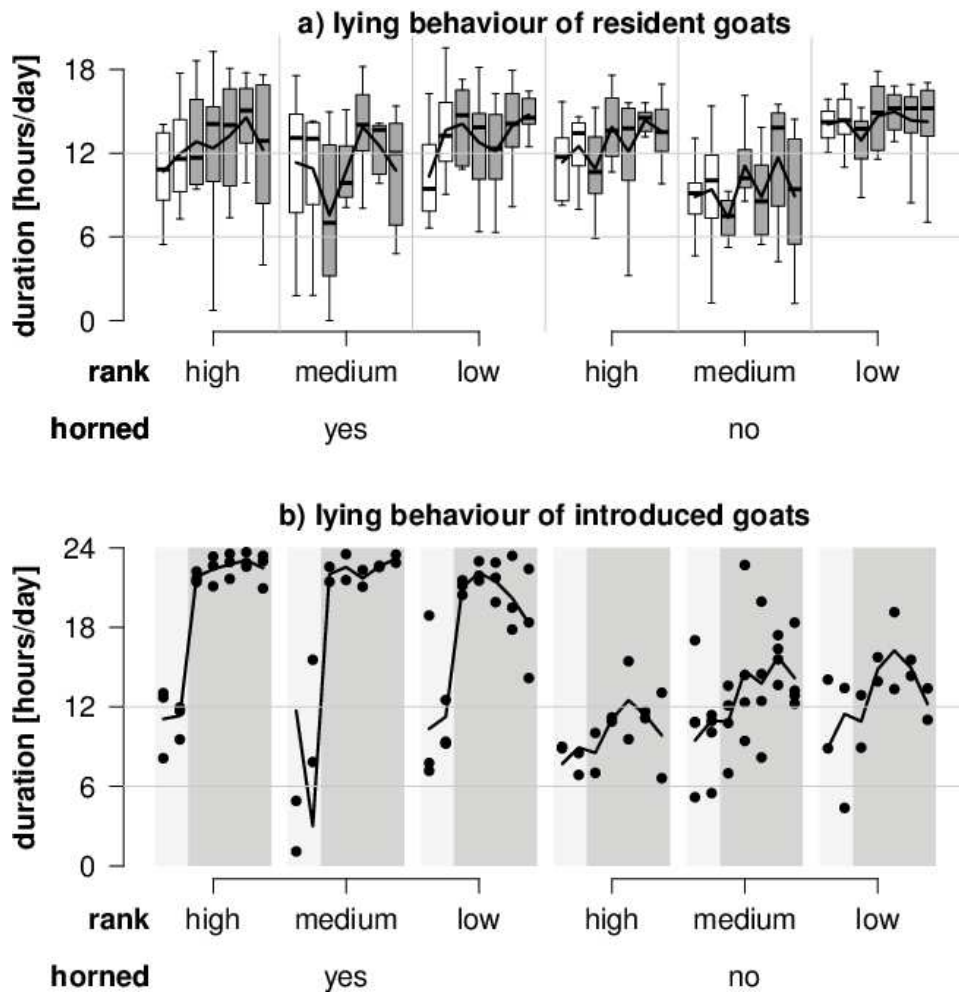 a) lying behaviour of resident goats
duration [hours/day]
18
12
6
0
rank high medium low high medium low
horned yes no
b) lying behaviour of introduced goats
duration [hours/day]
24
18
12
6
0
rank high medium low high medium low
horned yes no